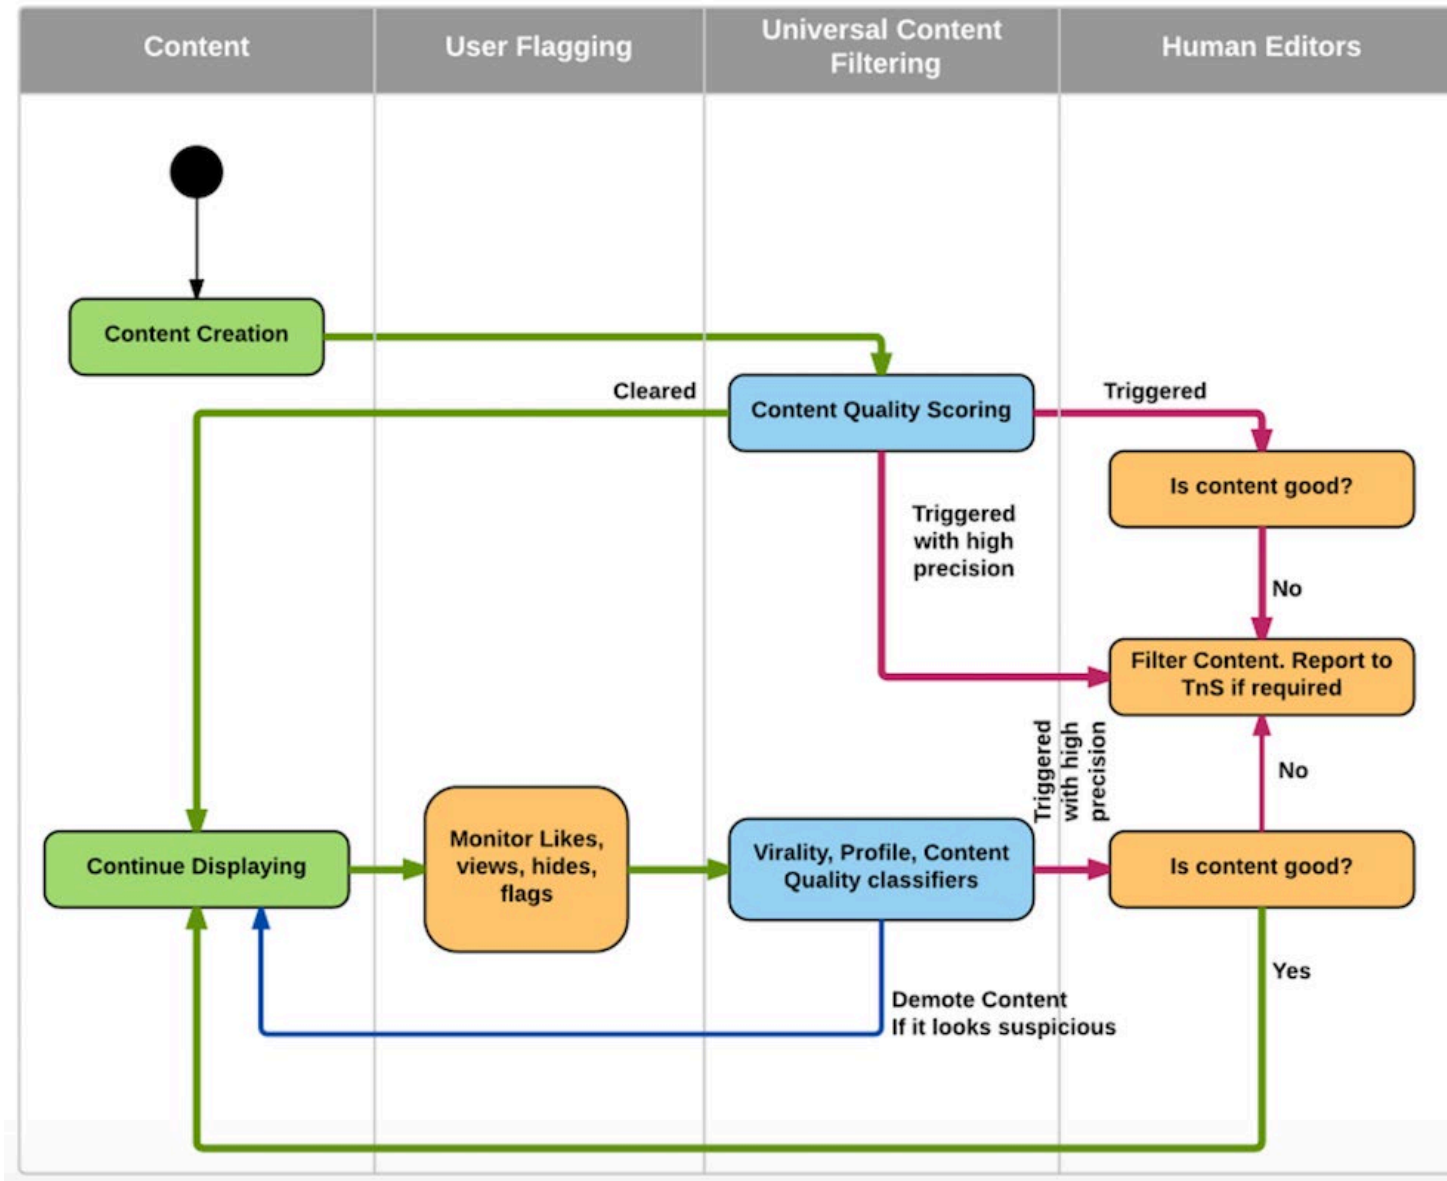 Content
User Flagging
Universal Content
Filtering
Human Editors
Content Creation
Cleared
Content Quality Scoring
Triggered
Is content good?
Triggered
with high
precision
No
Filter Content. Report to
TnS if required
Triggered
with high
precision
No
Continue Displaying
Monitor Likes,
views, hides,
flags
Virality, Profile, Content
Quality classifiers
Is content good?
Yes
Demote Content
If it looks suspicious